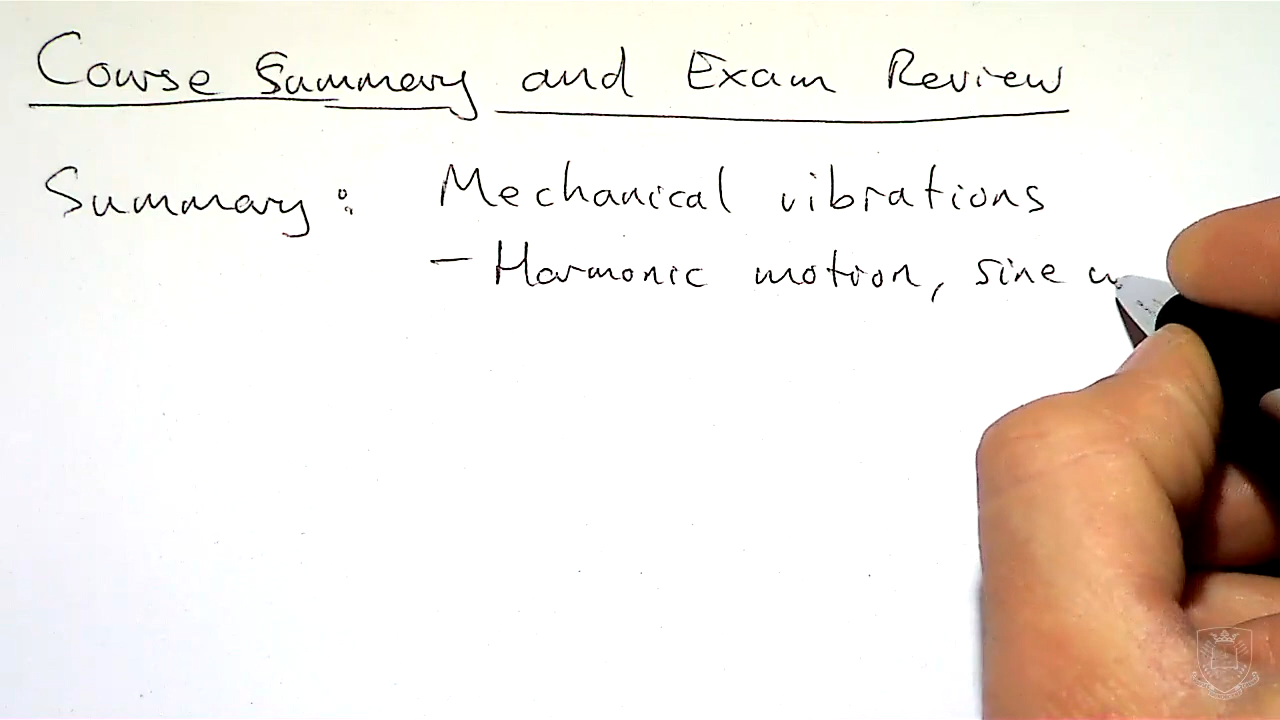 Course Summary and Exam Review
Summary: Mechanical vibrations
- Harmonic motion, sine